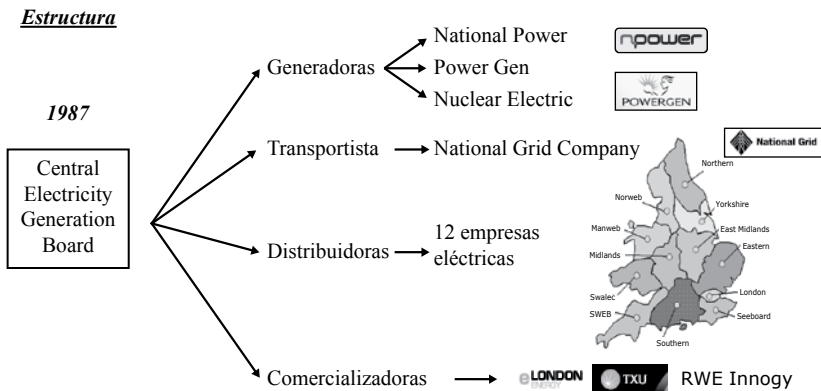 Estructura
1987
Central
Electricity
Generation
Board
Generadoras
National Power
Power Gen
Nuclear Electric
npower
POWERGEN
Transportista
National Grid Company
National Grid
Distribuidoras
12 empresas
eléctricas
Northern
Norweb
Yorkshire
Manweb
East Midlands
Midlands
Eastern
Swalec
London
SWEB
Seeboard
Southern
Comercializadoras
e LONDON
ENERGY
TXU
RWE Innogy